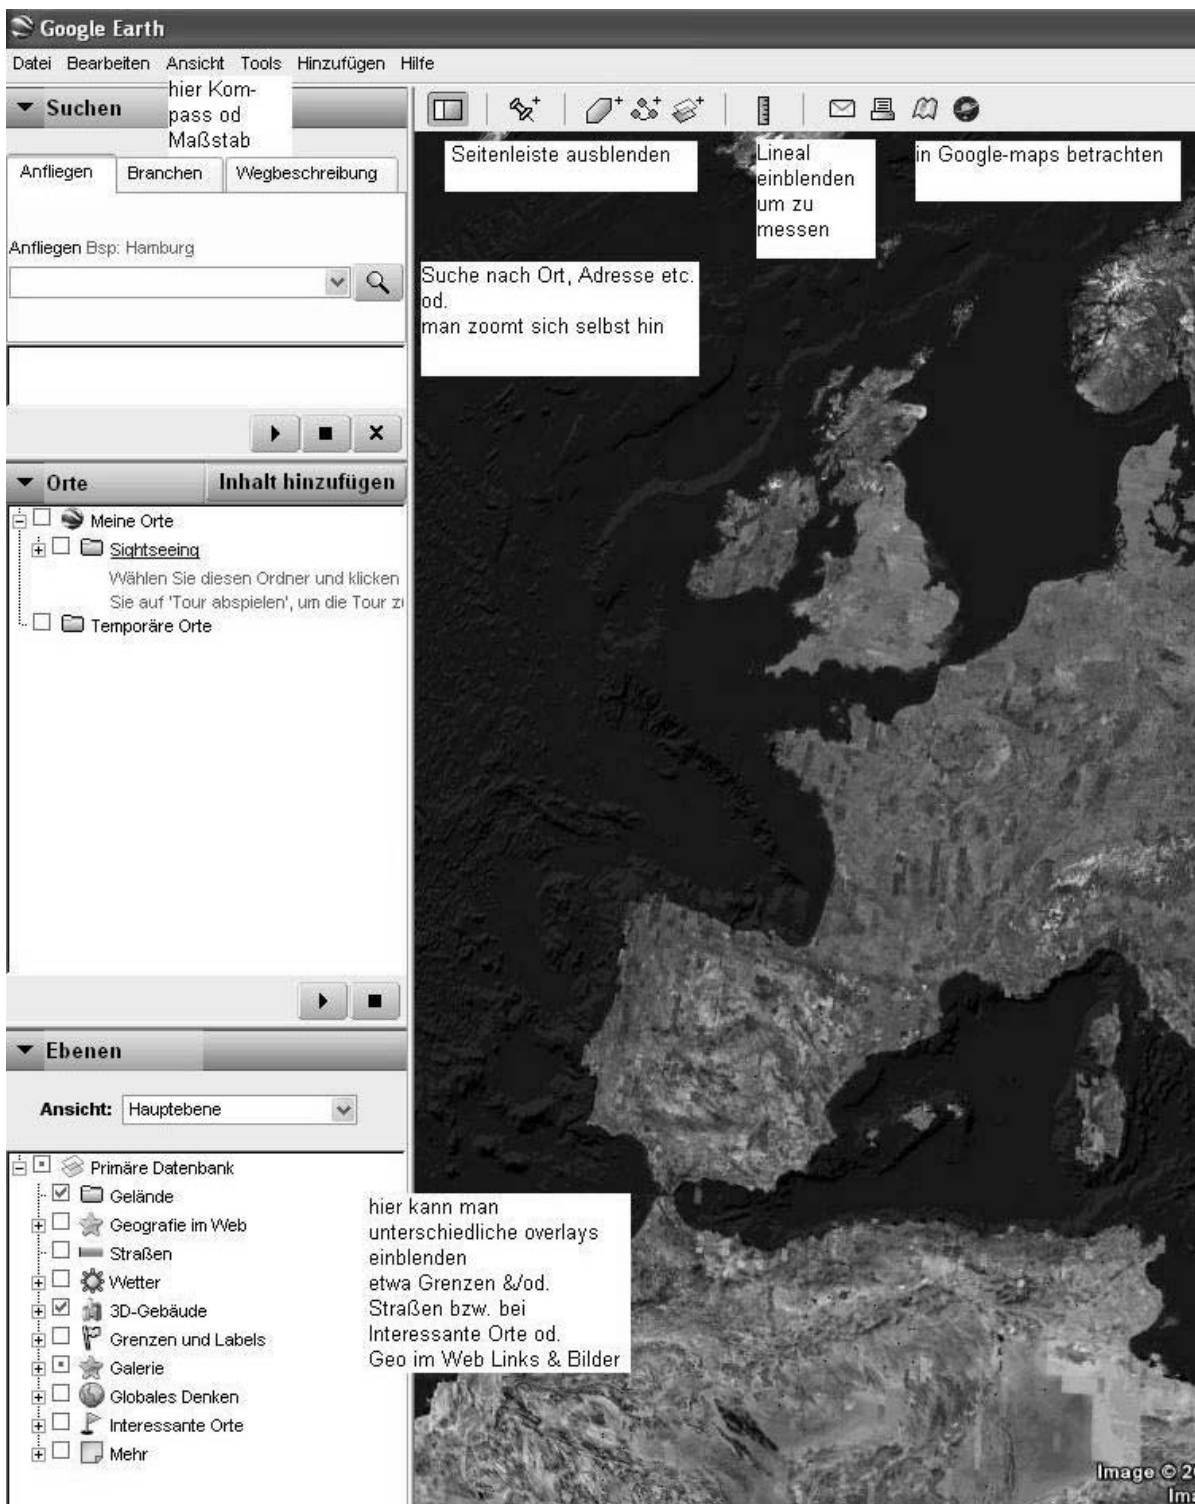 Google Earth
Datei Bearbeiten Ansicht Tools Hinzufügen Hilfe
hier Kom-
pass od
Maßstab
Suchen
Anfliegen Branchen Wegbeschreibung
Anfliegen Bsp: Hamburg
Seitenleiste ausblenden
Lineal
einblenden
um zu
messen
in Google-maps betrachten
Suche nach Ort, Adresse etc.
od.
man zoomt sich selbst hin
Orte
Inhalt hinzufügen
Meine Orte
Sightseeing
Wählen Sie diesen Ordner und klicken
Sie auf 'Tour abspielen', um die Tour
Temporäre Orte
Ebenen
Ansicht: Hauptebene
Primäre Datenbank
Gelände
Geografie im Web
Straßen
Wetter
3D-Gebäude
Grenzen und Labels
Galerie
Globales Denken
Interessante Orte
Mehr
hier kann man
unterschiedliche overlays
einblenden
etwa Grenzen &/od.
Straßen bzw. bei
Interessante Orte od.
Geo im Web Links & Bilder
Image ©